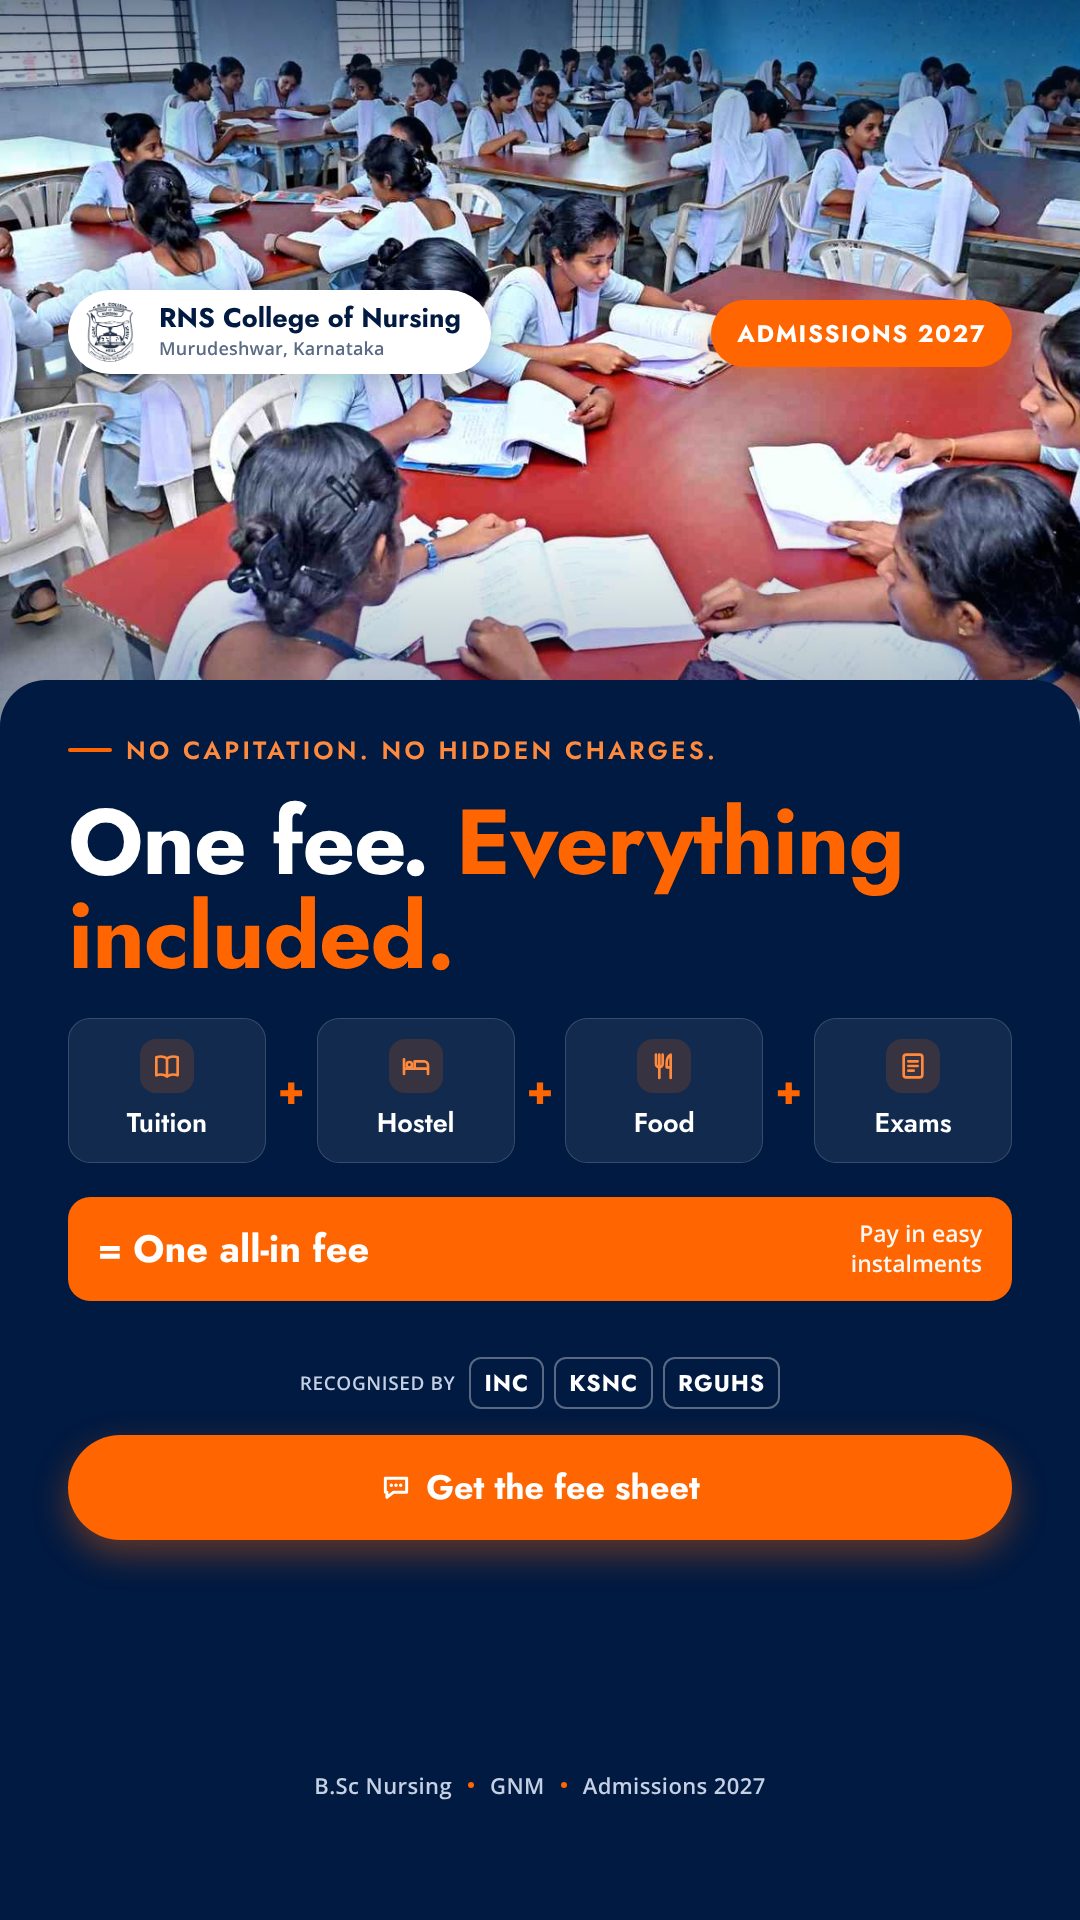 RNS College of Nursing
Murudeshwar, Karnataka
ADMISSIONS 2027
NO CAPITATION. NO HIDDEN CHARGES.
One fee. Everything
included.
Tuition + Hostel + Food + Exams
= One all-in fee
Pay in easy
instalments
RECOGNISED BY INC KSNC RGUHS
Get the fee sheet
B.Sc Nursing • GNM • Admissions 2027